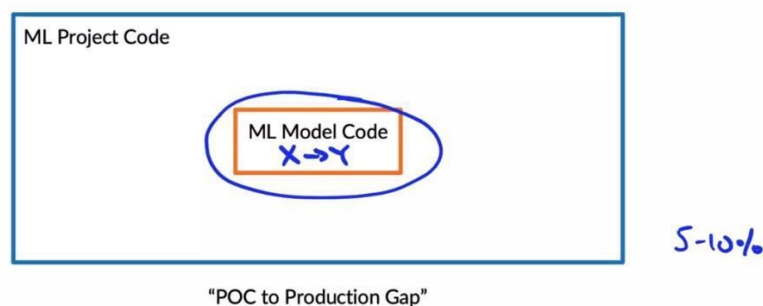 ML Project Code
ML Model Code
X→Y
5-10%
"POC to Production Gap"